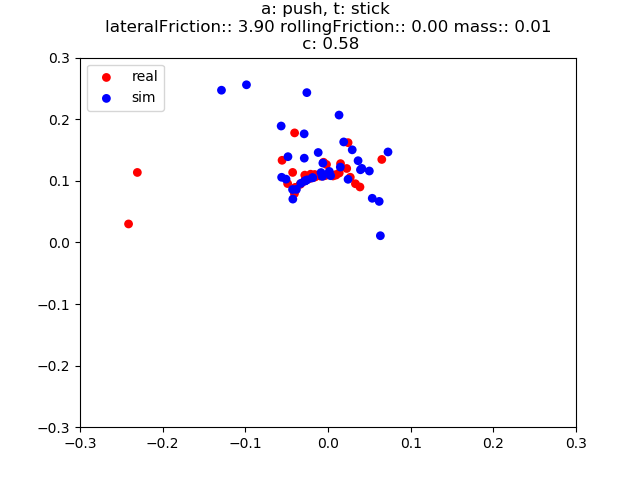 a: push, t: stick
lateralFriction:: 3.90 rollingFriction:: 0.00 mass:: 0.01
c: 0.58
real
sim
0.3
0.2
0.1
0.0
−0.1
−0.2
−0.3
−0.3 −0.2 −0.1 0.0 0.1 0.2 0.3